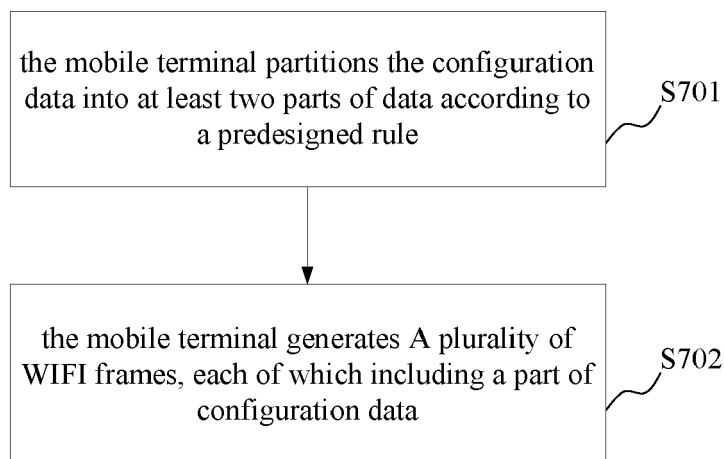 the mobile terminal partitions the configuration
data into at least two parts of data according to
a predesigned rule
S701
the mobile terminal generates A plurality of
WIFI frames, each of which including a part of
configuration data
S702